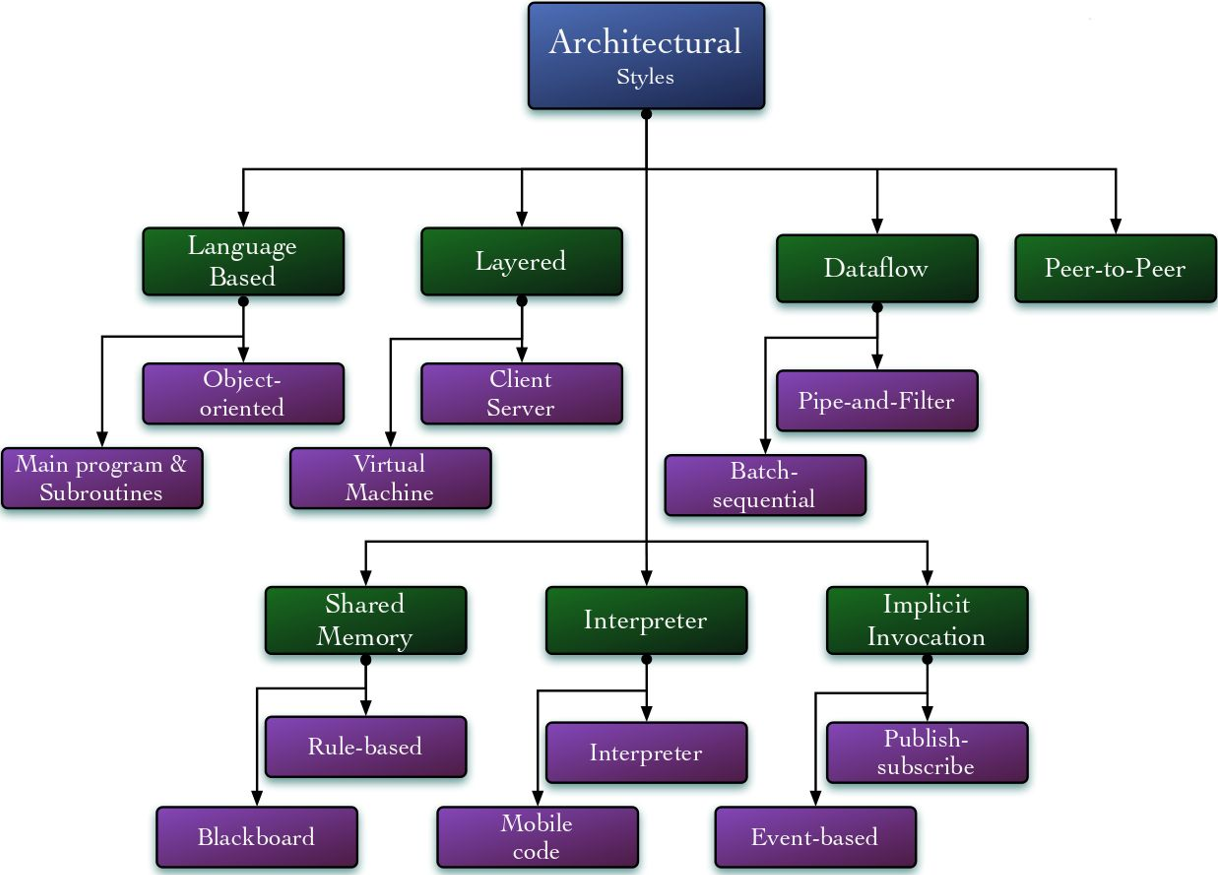 Architectural
Styles
Language
Based
Layered
Dataflow
Peer-to-Peer
Object-
oriented
Client
Server
Pipe-and-Filter
Main program &
Subroutines
Virtual
Machine
Batch-
sequential
Shared
Memory
Interpreter
Implicit
Invocation
Rule-based
Interpreter
Publish-
subscribe
Blackboard
Mobile
code
Event-based